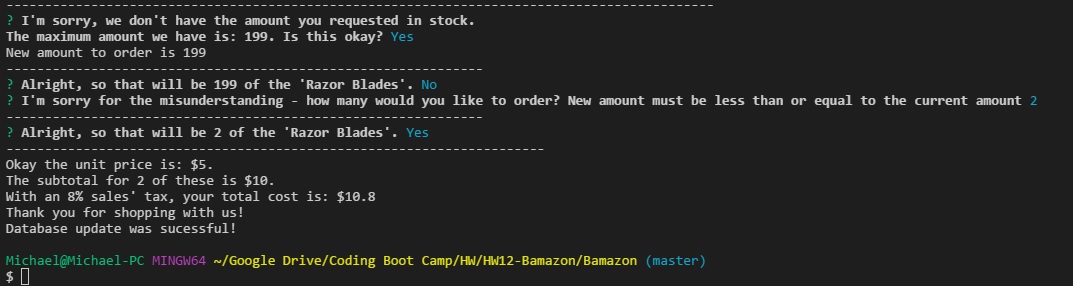 --------------------------------------------------------------------------------------------
? I'm sorry, we don't have the amount you requested in stock.
The maximum amount we have is: 199. Is this okay? Yes
New amount to order is 199
--------------------------------------------------------------
? Alright, so that will be 199 of the 'Razor Blades'. No
? I'm sorry for the misunderstanding - how many would you like to order? New amount must be less than or equal to the current amount 2
--------------------------------------------------------------
? Alright, so that will be 2 of the 'Razor Blades'. Yes
----------------------------------------------------------------------
Okay the unit price is: $5.
The subtotal for 2 of these is $10.
With an 8% sales' tax, your total cost is: $10.8
Thank you for shopping with us!
Database update was sucessful!
Michael@Michael-PC MINGW64 ~/Google Drive/Coding Boot Camp/HW/HW12-Bamazon/Bamazon (master)
$